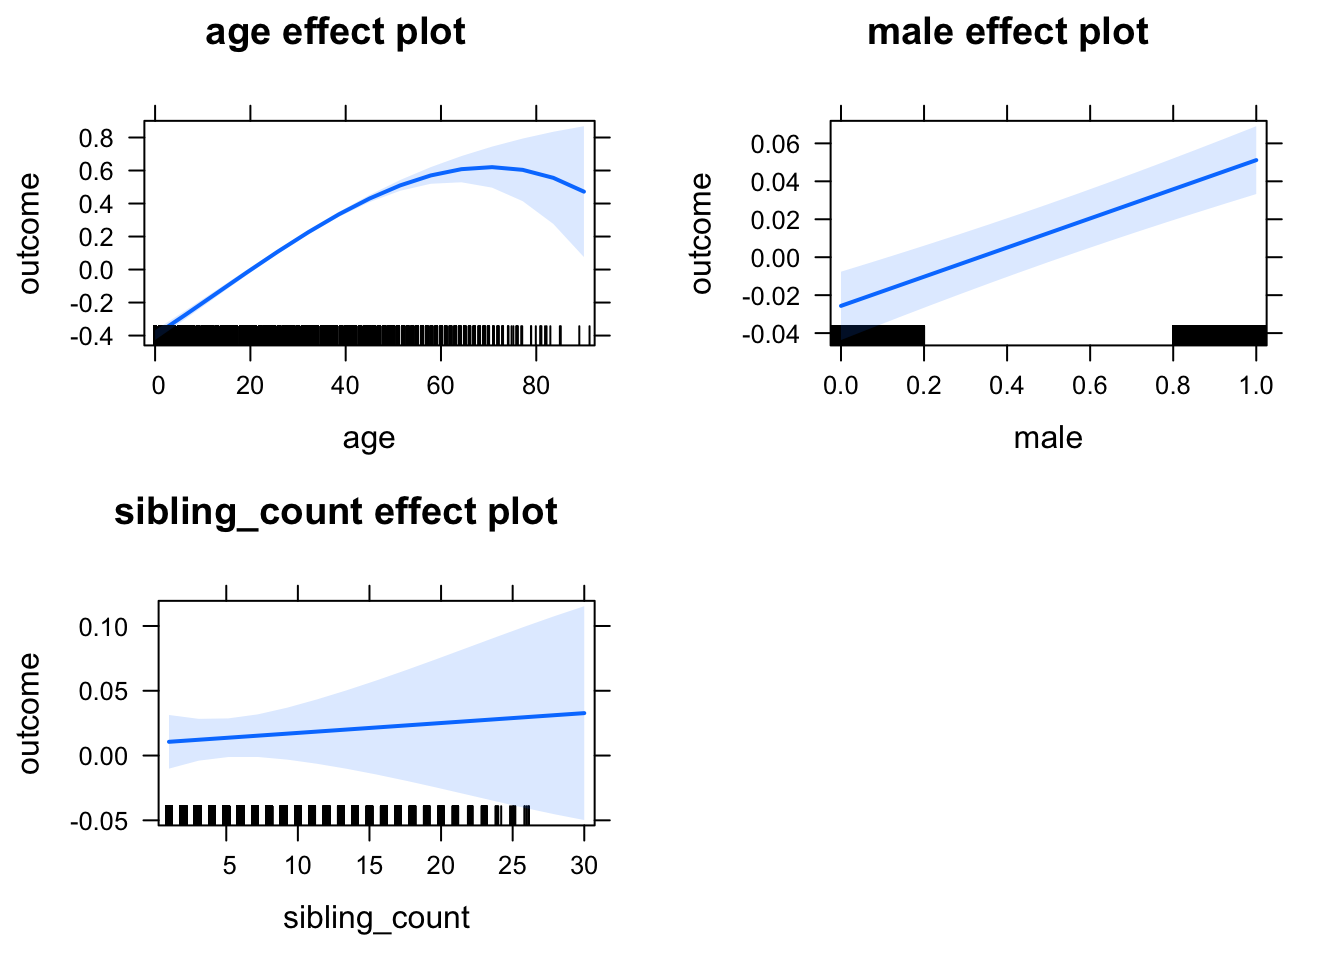 age effect plot
outcome
0.8
0.6
0.4
0.2
0.0
-0.2
-0.4
0 20 40 60 80
age
male effect plot
outcome
0.06
0.04
0.02
0.00
-0.02
-0.04
0.0 0.2 0.4 0.6 0.8 1.0
male
sibling_count effect plot
outcome
0.10
0.05
0.00
-0.05
5 10 15 20 25 30
sibling_count